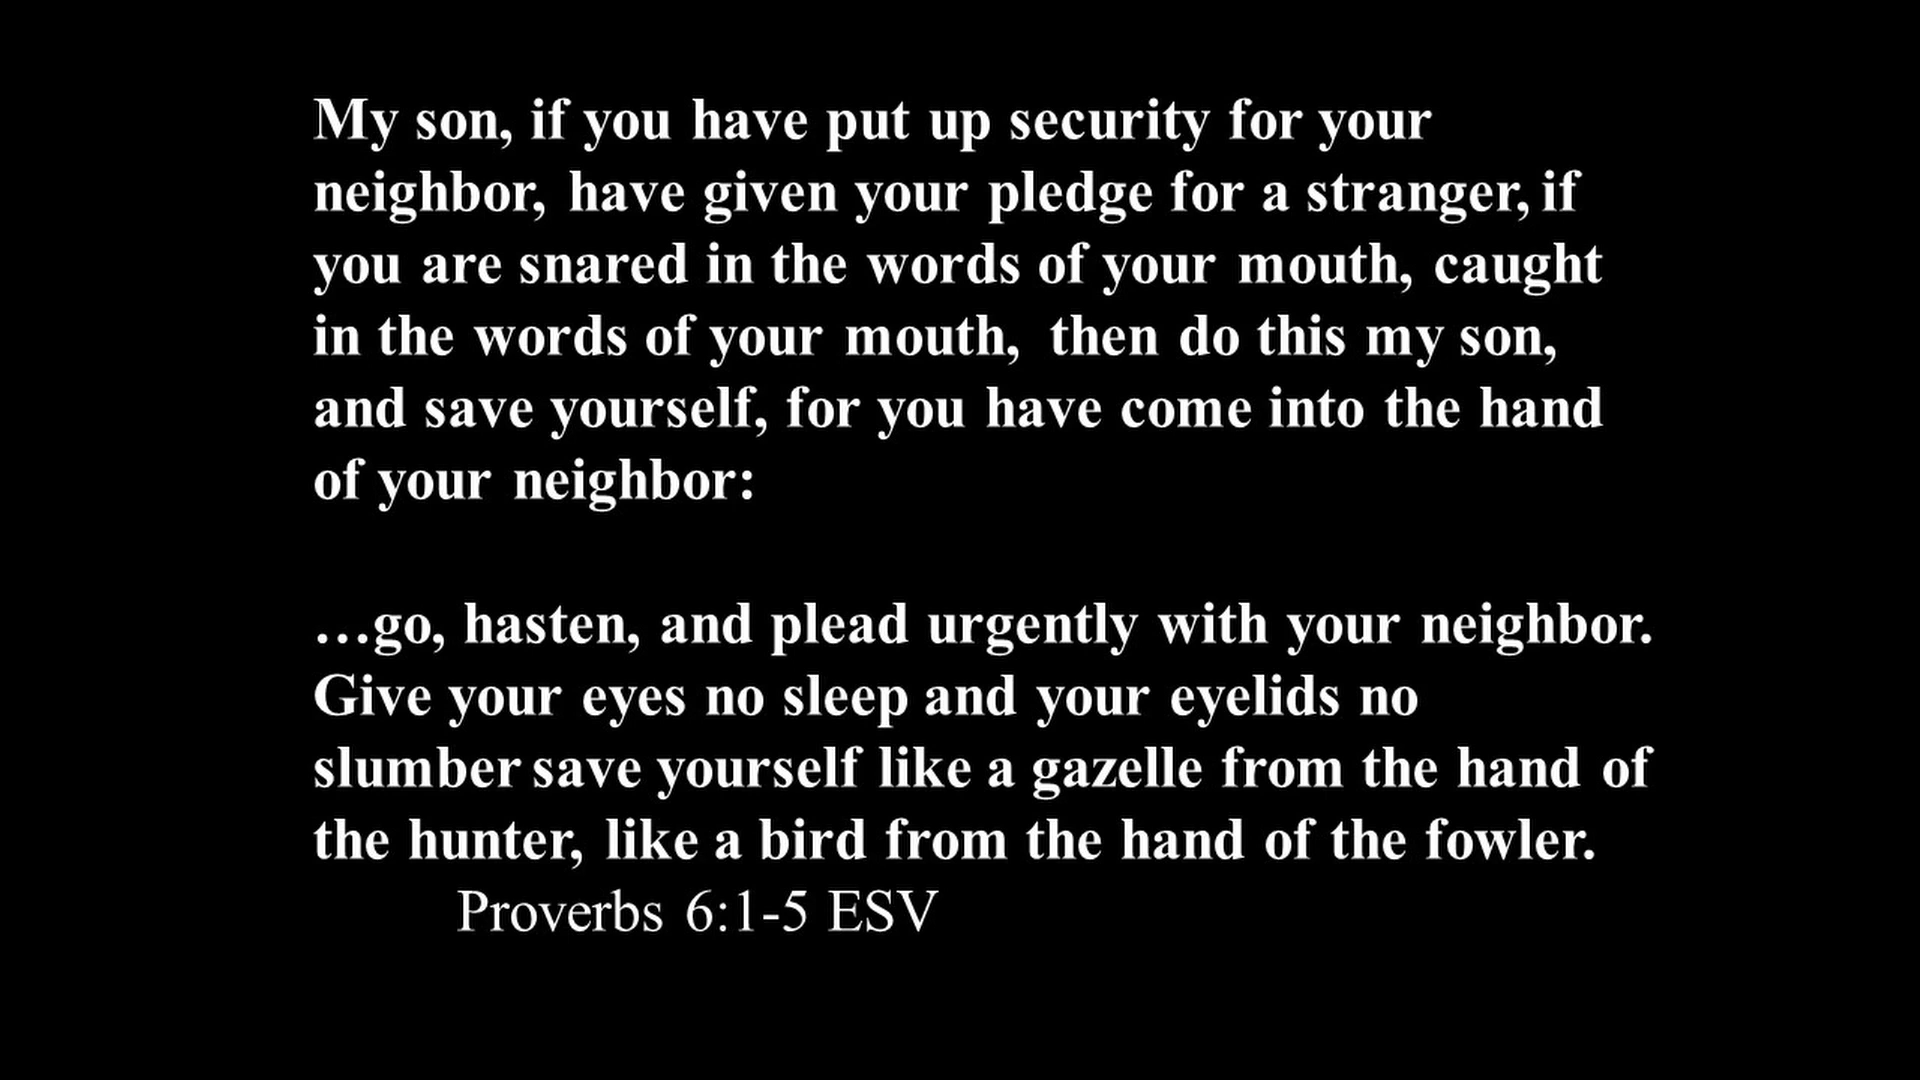 My son, if you have put up security for your
neighbor, have given your pledge for a stranger, if
you are snared in the words of your mouth, caught
in the words of your mouth, then do this my son,
and save yourself, for you have come into the hand
of your neighbor:
…go, hasten, and plead urgently with your neighbor.
Give your eyes no sleep and your eyelids no
slumber save yourself like a gazelle from the hand of
the hunter, like a bird from the hand of the fowler.
Proverbs 6:1-5 ESV